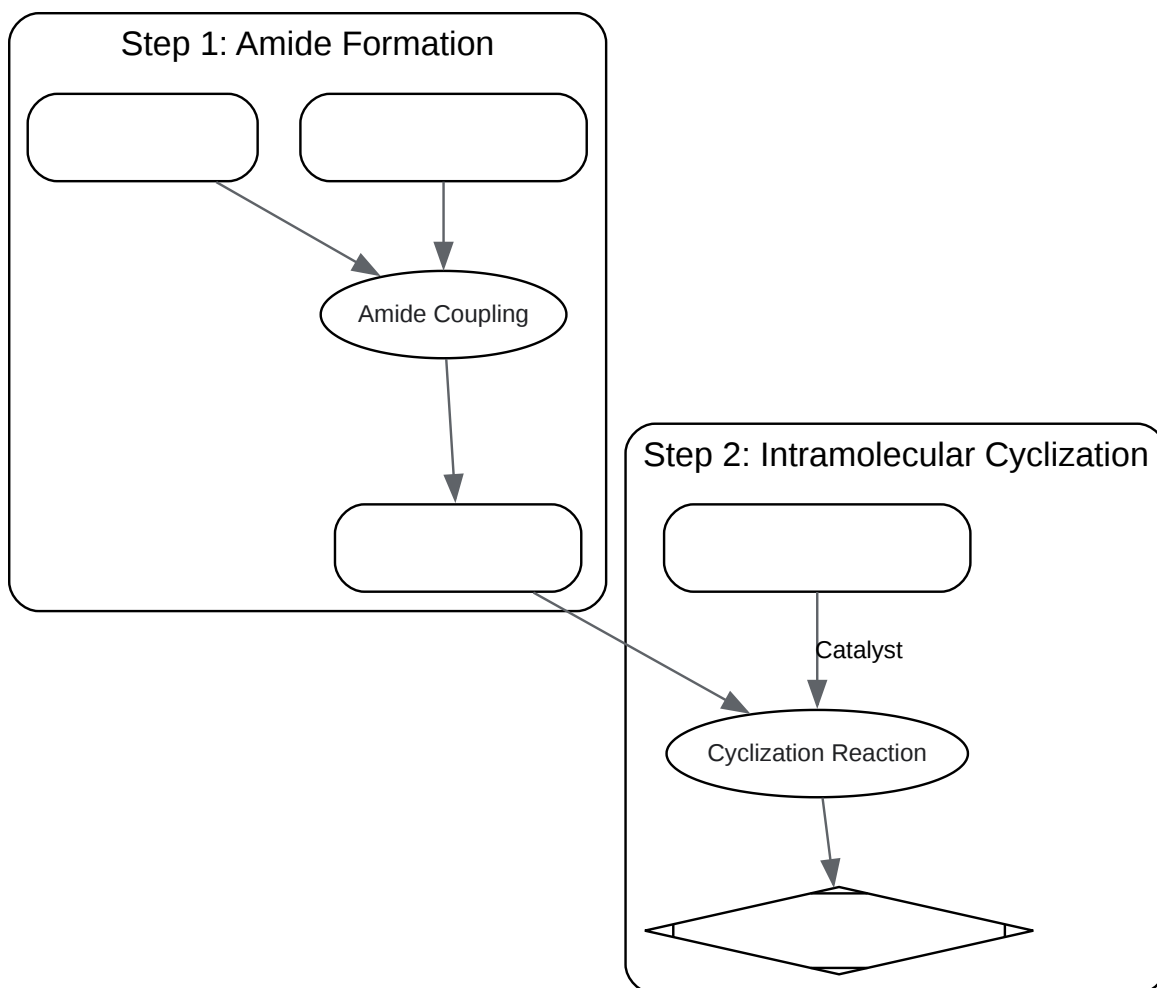 Step 1: Amide Formation
Amide Coupling
Step 2: Intramolecular Cyclization
Catalyst
Cyclization Reaction